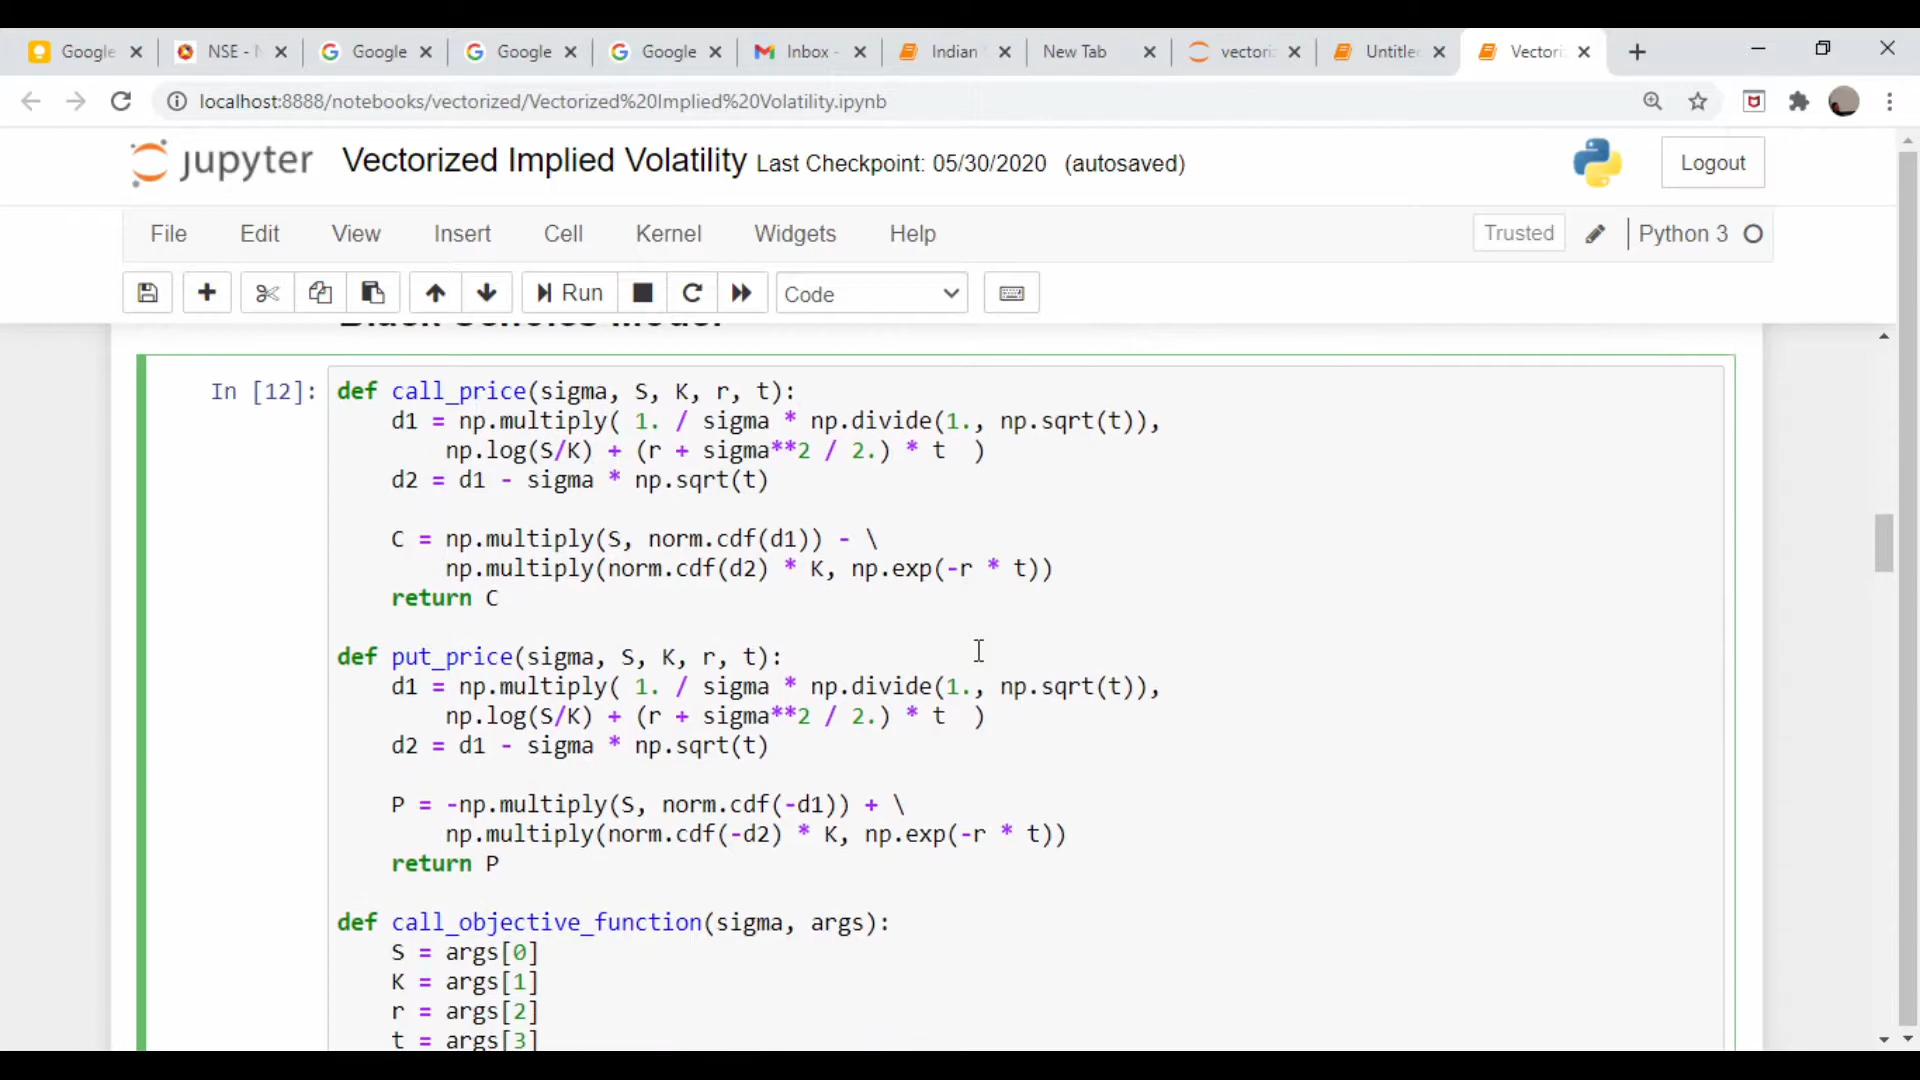 Google
NSE - N
Google
Google
Google
Inbox -
Indian
New Tab
vectori
Untitle
Vectori
localhost:8888/notebooks/vectorized/Vectorized%20Implied%20Volatility.ipynb
jupyter Vectorized Implied Volatility Last Checkpoint: 05/30/2020 (autosaved)
Logout
File Edit View Insert Cell Kernel Widgets Help
Trusted
Python 3
Run
Code
Black Scholes Model
In [12]:
def call_price(sigma, S, K, r, t):
    d1 = np.multiply( 1. / sigma * np.divide(1., np.sqrt(t)),
        np.log(S/K) + (r + sigma**2 / 2.) * t  )
    d2 = d1 - sigma * np.sqrt(t)
    C = np.multiply(S, norm.cdf(d1)) - \
        np.multiply(norm.cdf(d2) * K, np.exp(-r * t))
    return C
def put_price(sigma, S, K, r, t):
    d1 = np.multiply( 1. / sigma * np.divide(1., np.sqrt(t)),
        np.log(S/K) + (r + sigma**2 / 2.) * t  )
    d2 = d1 - sigma * np.sqrt(t)
    P = -np.multiply(S, norm.cdf(-d1)) + \
        np.multiply(norm.cdf(-d2) * K, np.exp(-r * t))
    return P
def call_objective_function(sigma, args):
    S = args[0]
    K = args[1]
    r = args[2]
    t = args[3]